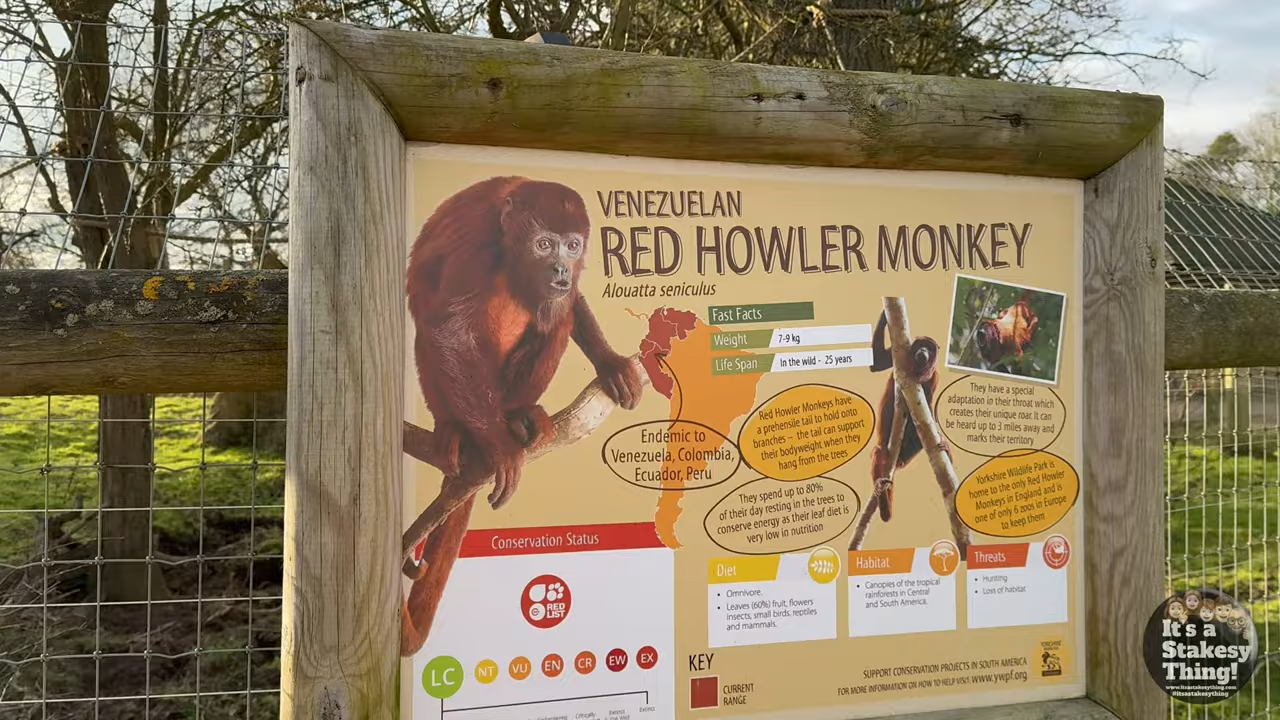 VENEZUELAN
RED HOWLER MONKEY
Alouatta seniculus
Fast Facts
Weight 7-9 kg
Life Span In the wild - 25 years
Endemic to
Venezuela, Colombia,
Ecuador, Peru
Red Howler Monkeys have
a prehensile tail to hold onto
branches – the tail can support
their bodyweight when they
hang from the trees
They have a special
adaptation in their throat which
creates their unique roar. It can
be heard up to 3 miles away and
marks their territory
They spend up to 80%
of their day resting in the trees to
conserve energy as their leaf diet is
very low in nutrition
Yorkshire Wildlife Park is
home to the only Red Howler
Monkeys in England and is
one of only 6 zoos in Europe
to keep them
Conservation Status
RED
LIST
LC NT VU EN CR EW EX
Diet
• Omnivore.
• Leaves (60%) fruit, flowers
insects, small birds, reptiles
and mammals.
Habitat
• Canopies of the tropical
rainforests in Central
and South America.
Threats
• Hunting
• Loss of habitat
KEY
CURRENT
RANGE
SUPPORT CONSERVATION PROJECTS IN SOUTH AMERICA
FOR MORE INFORMATION ON HOW TO HELP VISIT: www.ywpf.org
It's a
Stakesy
Thing!
www.itsastakesything.com
#itsastakesything